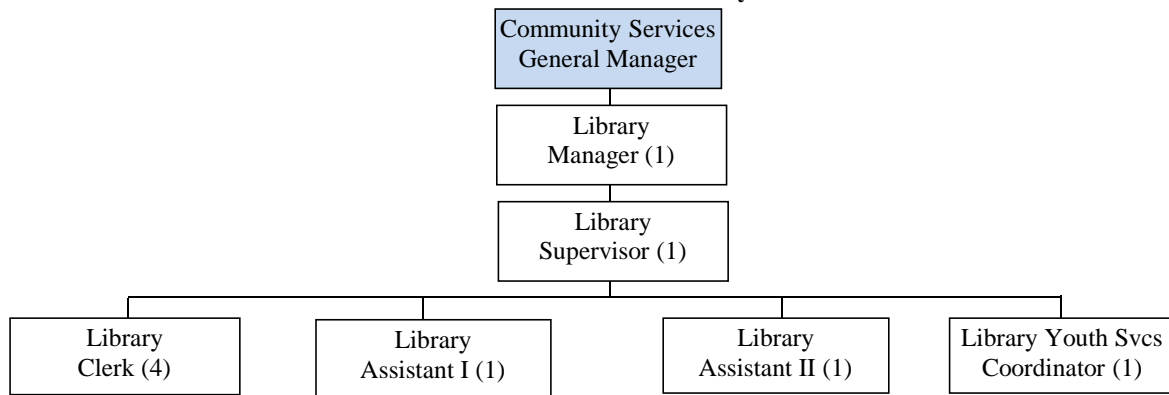 Community Services
General Manager
Library
Manager (1)
Library
Supervisor (1)
Library
Clerk (4)
Library
Assistant I (1)
Library
Assistant II (1)
Library Youth Svcs
Coordinator (1)